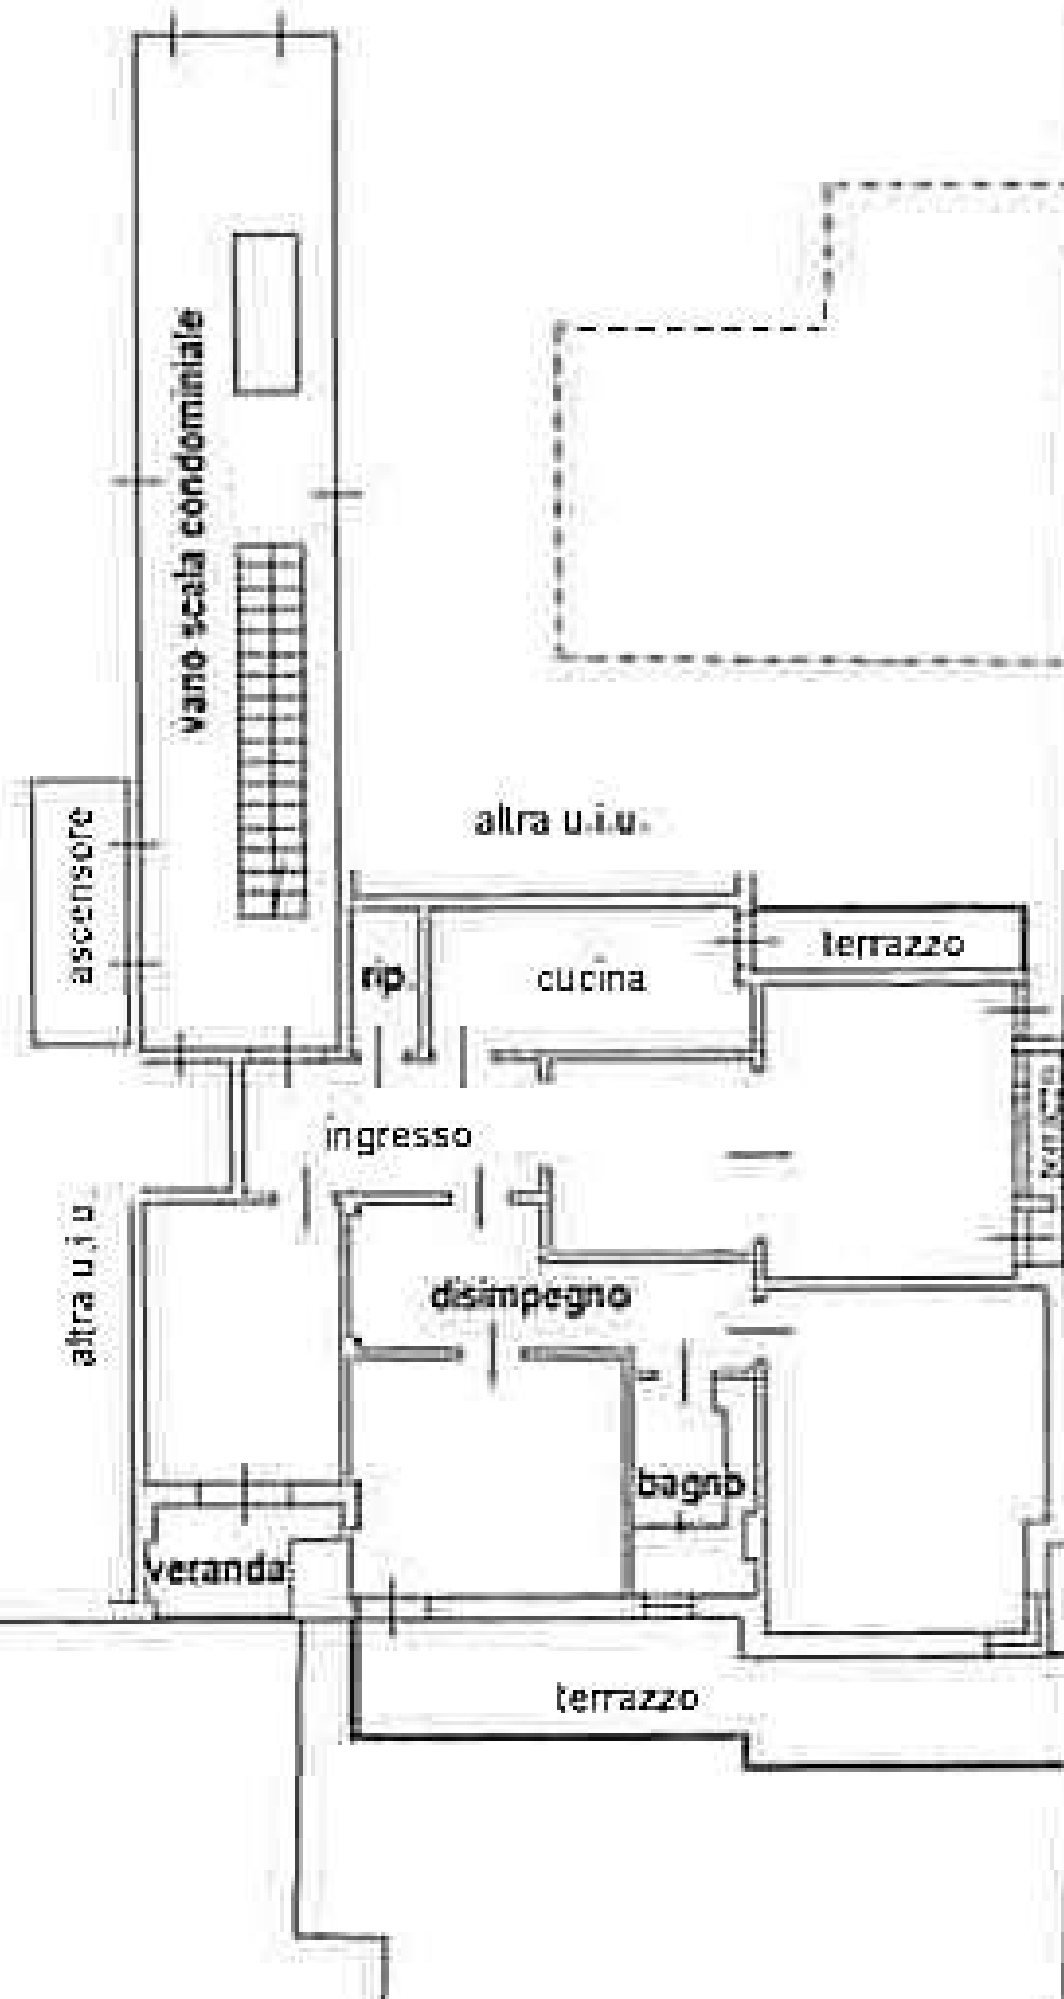 vano scala condominiale
ascensore
altra u.i.u.
rip.
cucina
terrazzo
ingresso
altra u.i u
disimpegno
bagno
veranda
terrazzo